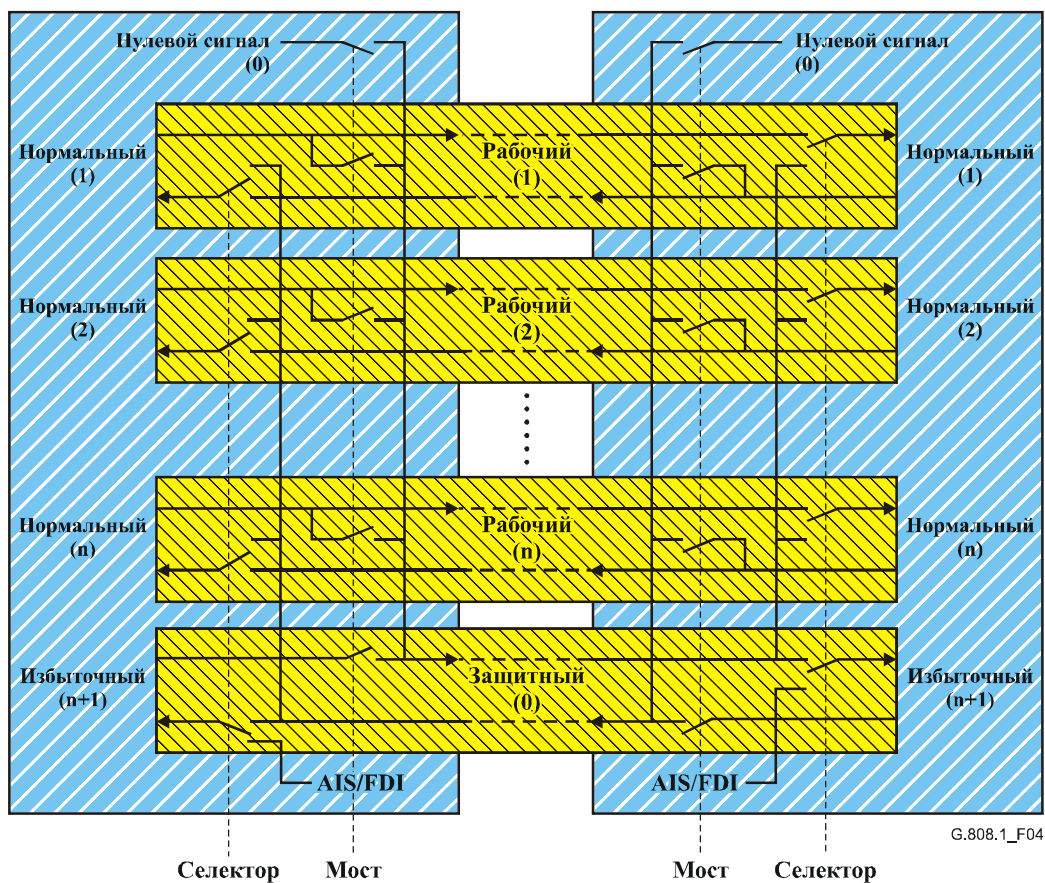 Нулевой сигнал
(0)
Нулевой сигнал
(0)
Нормальный
(1)
Рабочий
(1)
Нормальный
(1)
Нормальный
(2)
Рабочий
(2)
Нормальный
(2)
Нормальный
(n)
Рабочий
(n)
Нормальный
(n)
Избыточный
(n+1)
Защитный
(0)
Избыточный
(n+1)
AIS/FDI
AIS/FDI
G.808.1_F04
Селектор
Мост
Мост
Селектор